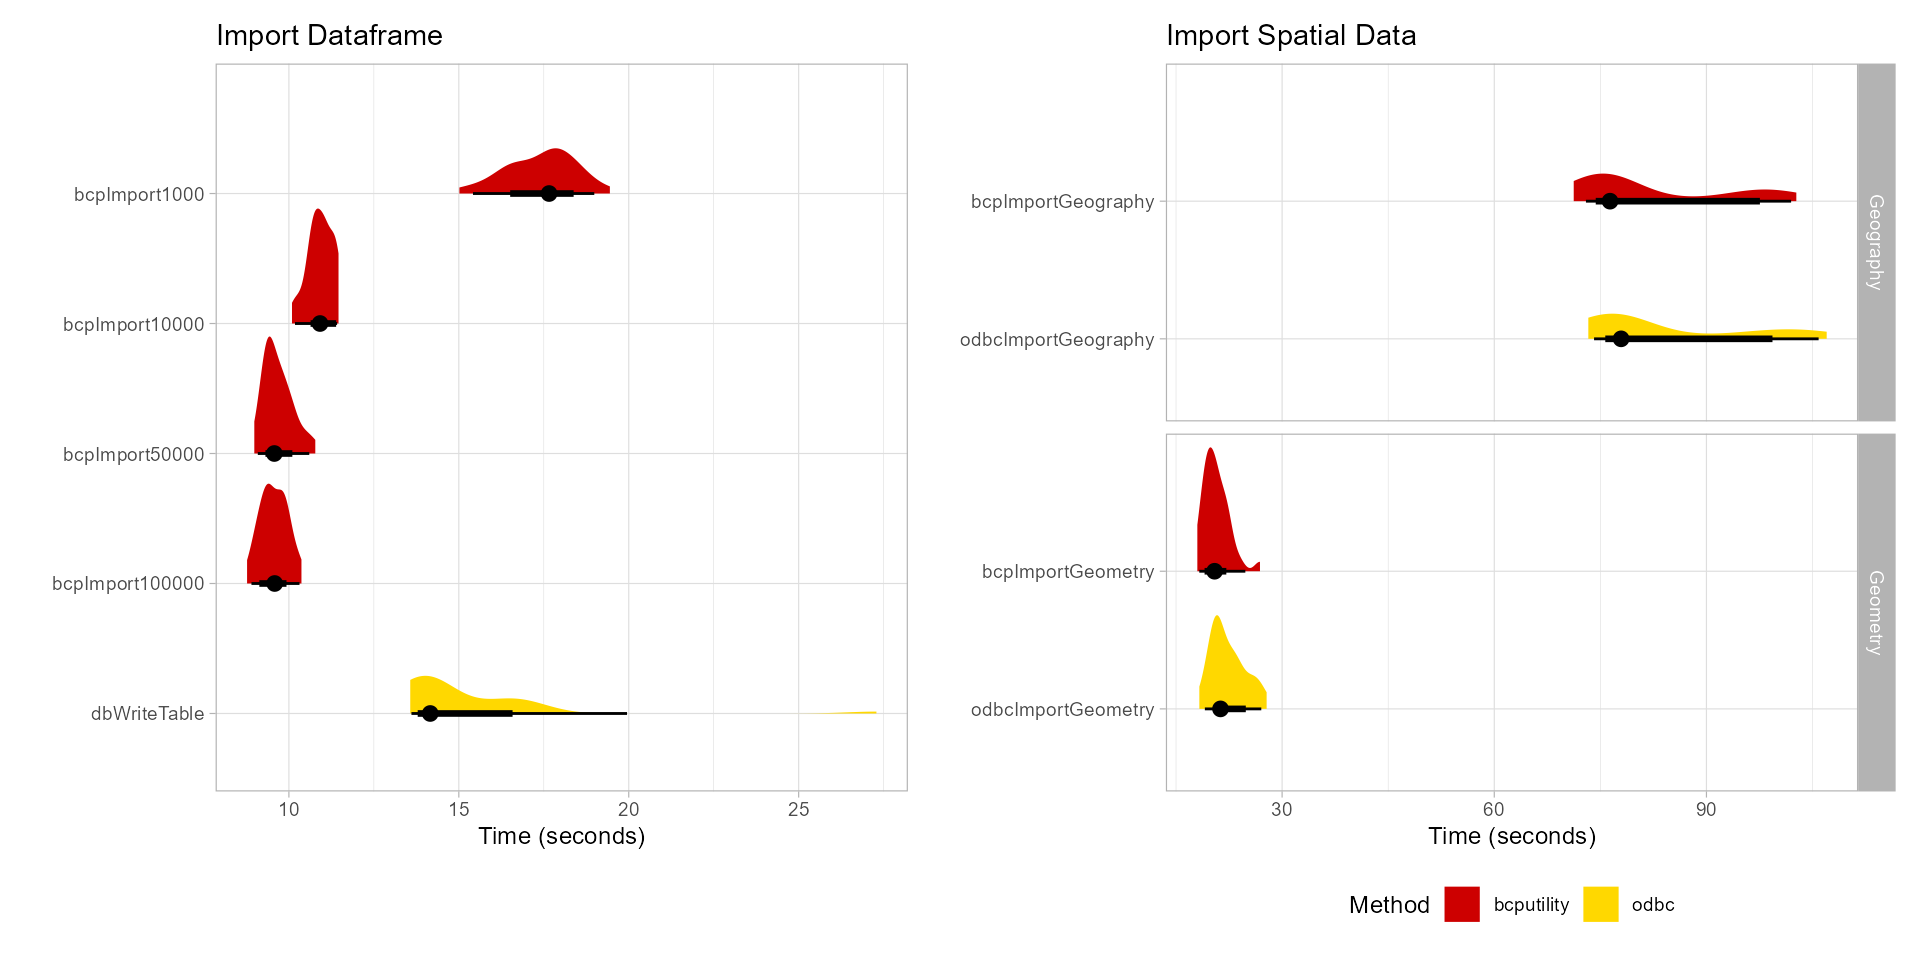 Import Dataframe
bcpImport1000
bcpImport10000
bcpImport50000
bcpImport100000
dbWriteTable
10 15 20 25
Time (seconds)
Import Spatial Data
bcpImportGeography
odbcImportGeography
Geography
bcpImportGeometry
odbcImportGeometry
Geometry
30 60 90
Time (seconds)
Method bcputility odbc